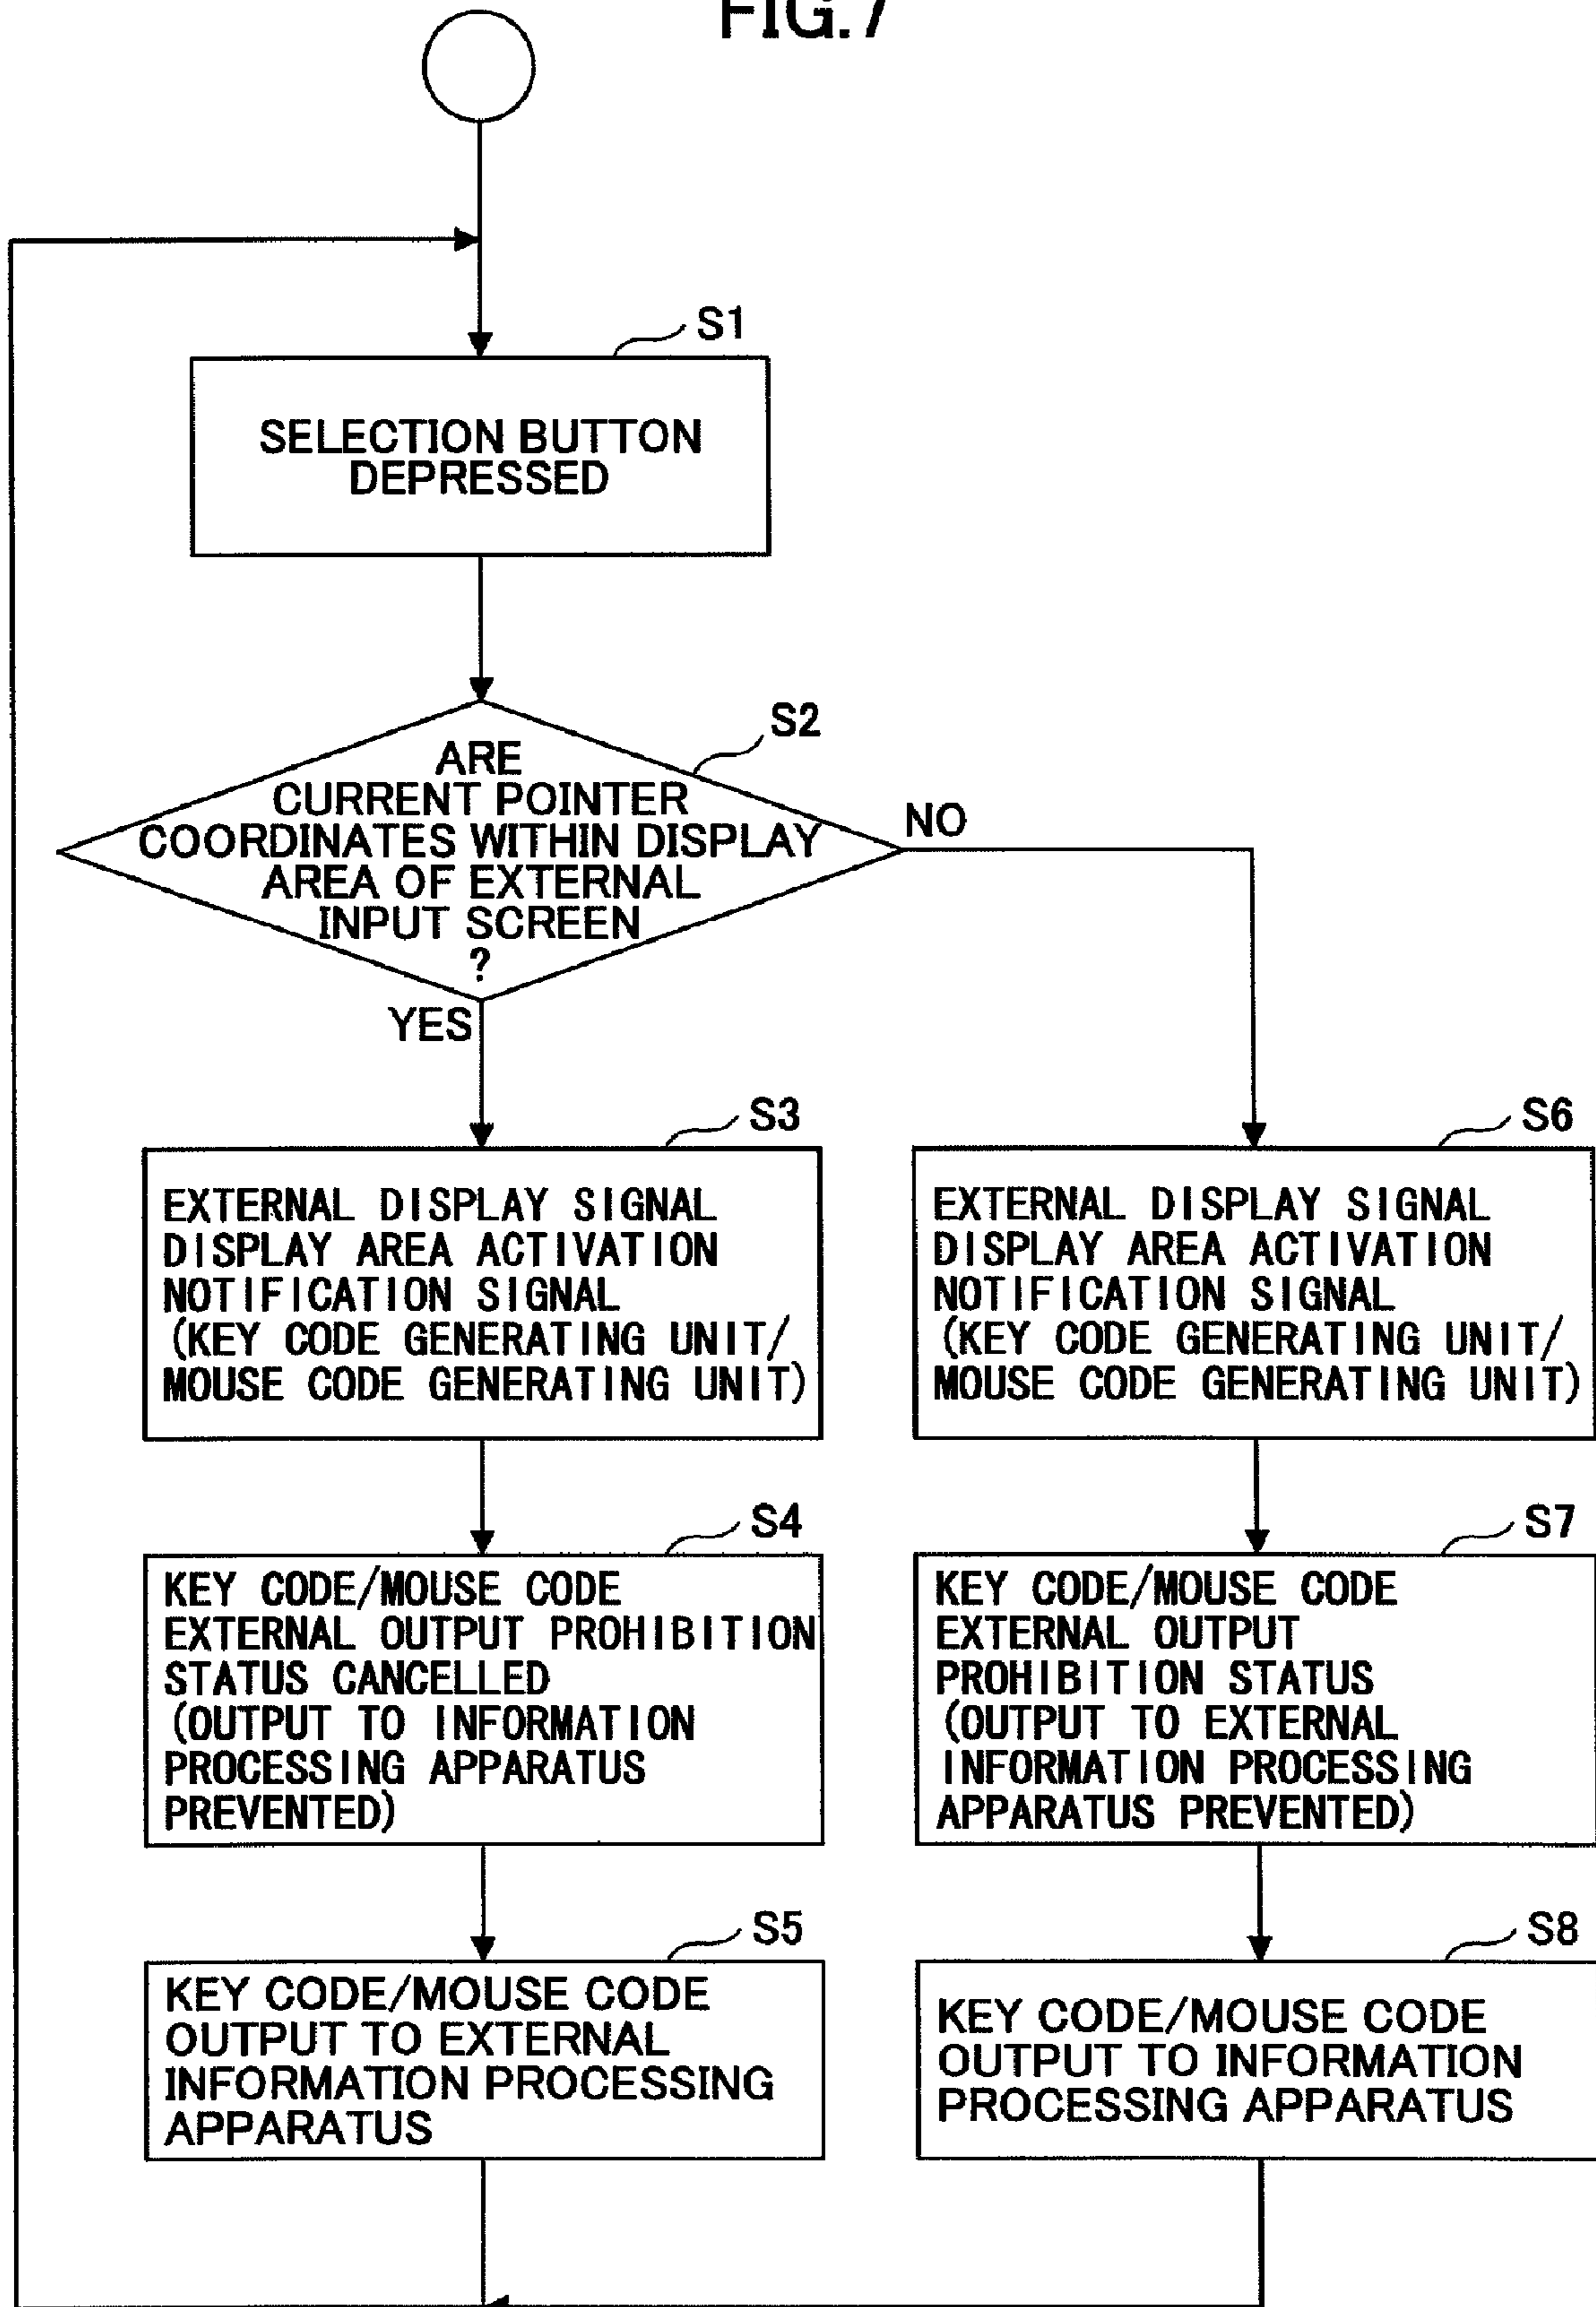 FIG.7
S1
SELECTION BUTTON
DEPRESSED
S2
ARE
CURRENT POINTER
COORDINATES WITHIN DISPLAY
AREA OF EXTERNAL
INPUT SCREEN
?
NO
YES
S3
EXTERNAL DISPLAY SIGNAL
DISPLAY AREA ACTIVATION
NOTIFICATION SIGNAL
(KEY CODE GENERATING UNIT/
MOUSE CODE GENERATING UNIT)
S4
KEY CODE/MOUSE CODE
EXTERNAL OUTPUT PROHIBITION
STATUS CANCELLED
(OUTPUT TO INFORMATION
PROCESSING APPARATUS
PREVENTED)
S5
KEY CODE/MOUSE CODE
OUTPUT TO EXTERNAL
INFORMATION PROCESSING
APPARATUS
S6
EXTERNAL DISPLAY SIGNAL
DISPLAY AREA ACTIVATION
NOTIFICATION SIGNAL
(KEY CODE GENERATING UNIT/
MOUSE CODE GENERATING UNIT)
S7
KEY CODE/MOUSE CODE
EXTERNAL OUTPUT
PROHIBITION STATUS
(OUTPUT TO EXTERNAL
INFORMATION PROCESSING
APPARATUS PREVENTED)
S8
KEY CODE/MOUSE CODE
OUTPUT TO INFORMATION
PROCESSING APPARATUS